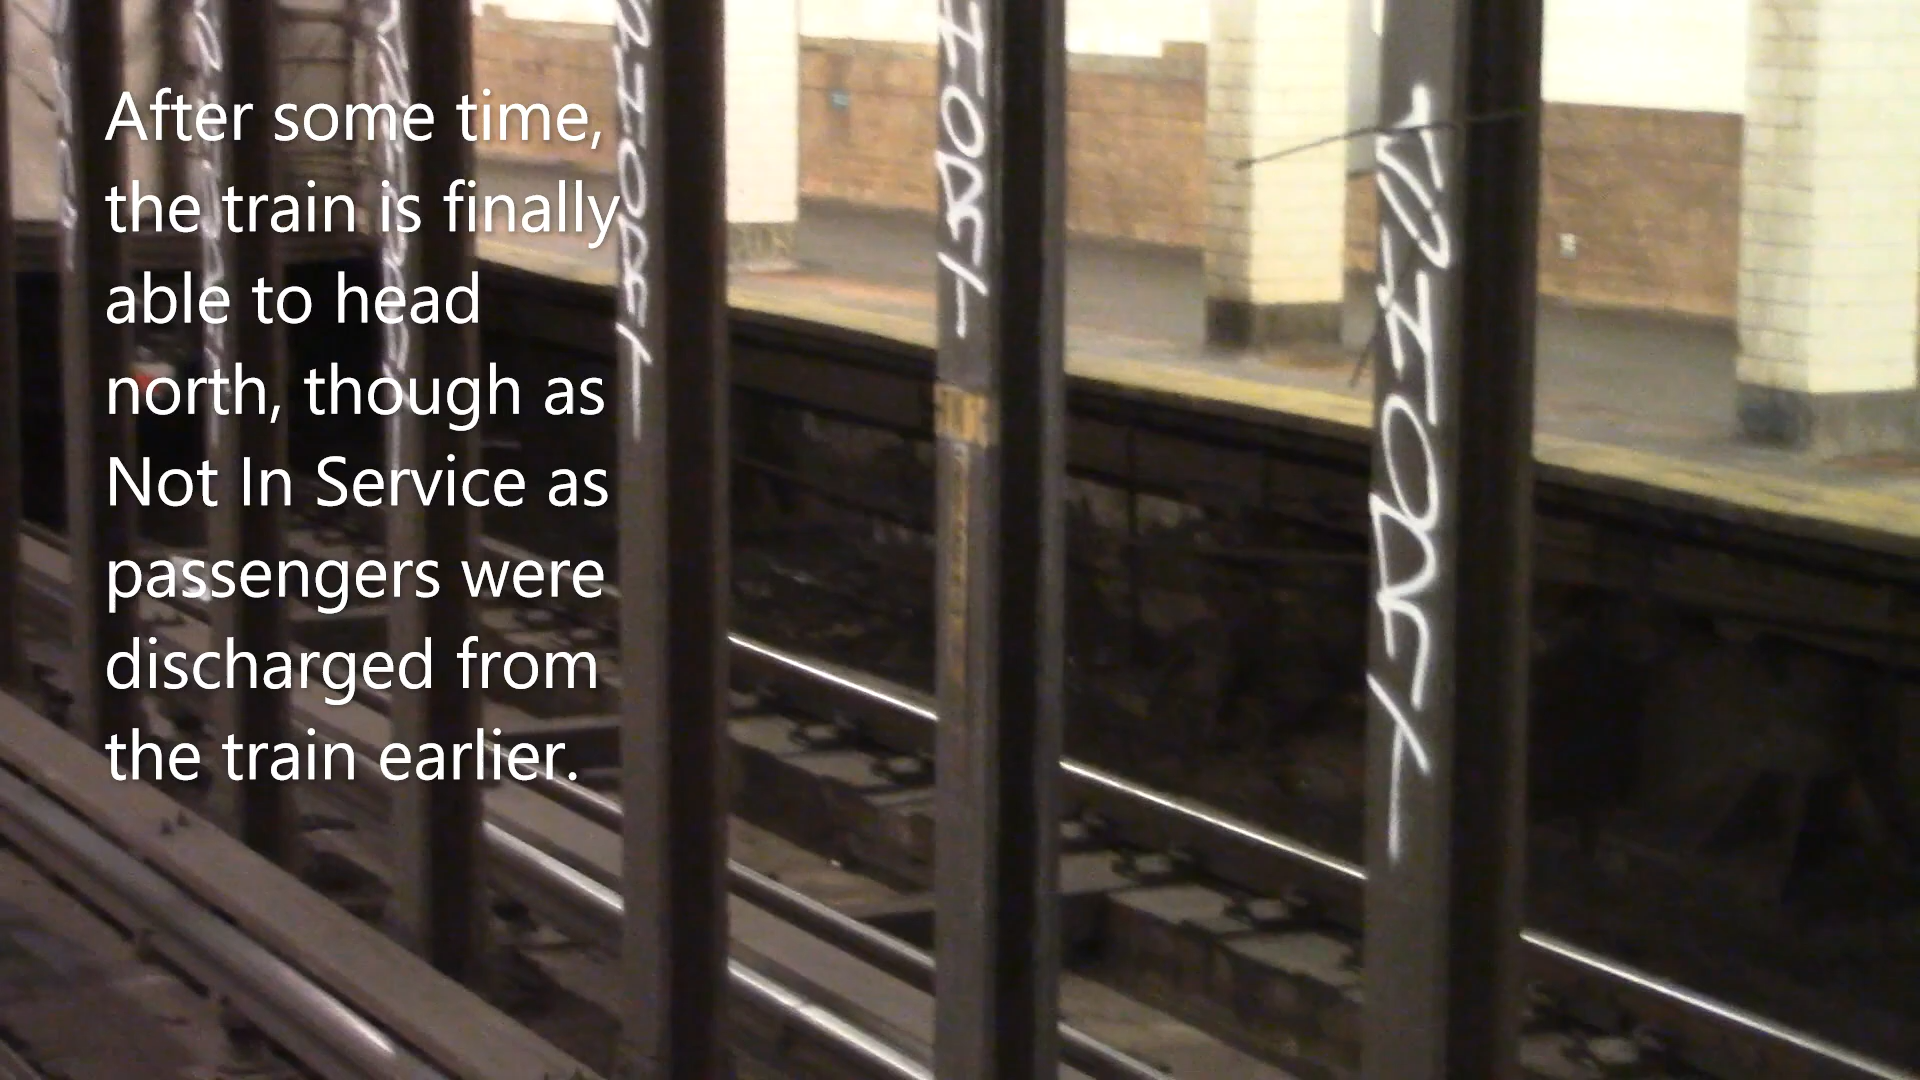 After some time,
the train is finally
able to head
north, though as
Not In Service as
passengers were
discharged from
the train earlier.